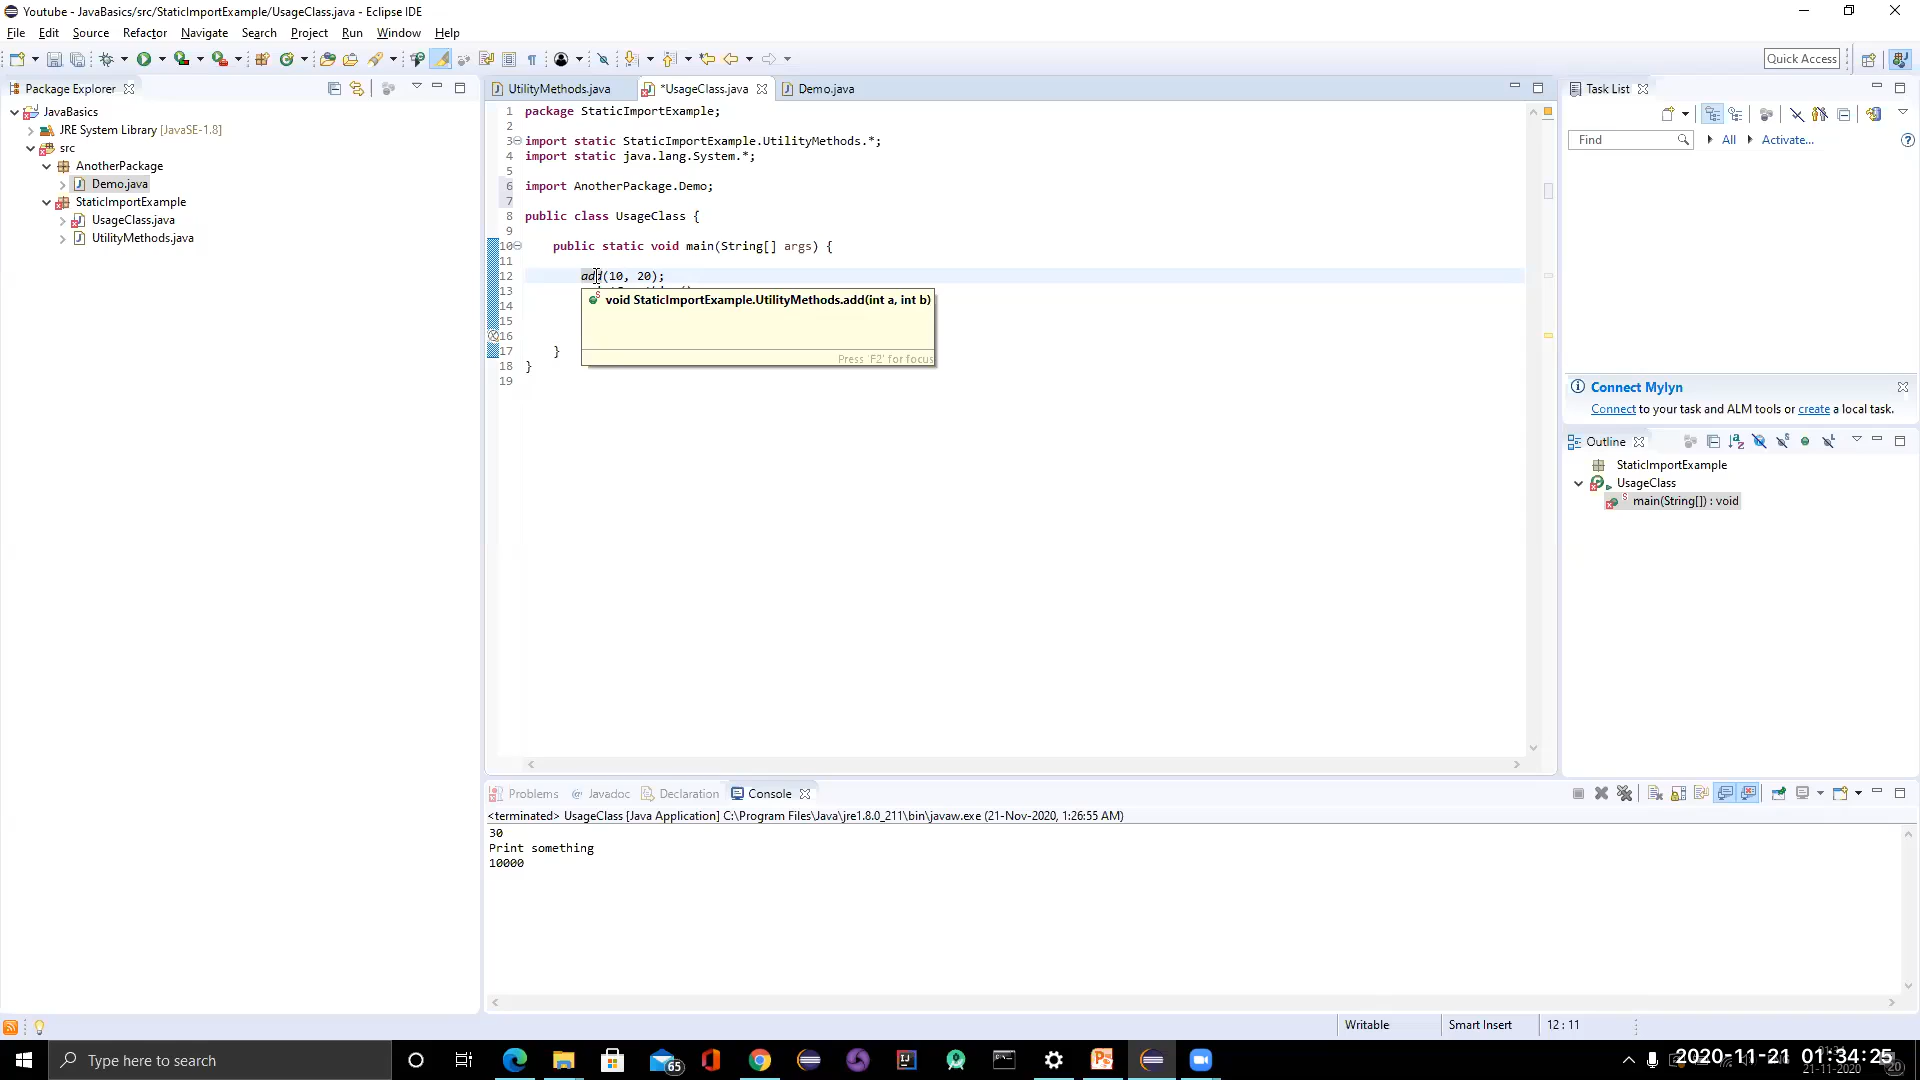 Youtube - JavaBasics/src/StaticImportExample/UsageClass.java - Eclipse IDE
File Edit Source Refactor Navigate Search Project Run Window Help
Quick Access
Package Explorer
JavaBasics
JRE System Library [JavaSE-1.8]
src
AnotherPackage
Demo.java
StaticImportExample
UsageClass.java
UtilityMethods.java
UtilityMethods.java *UsageClass.java Demo.java
1 package StaticImportExample;
2
3 import static StaticImportExample.UtilityMethods.*;
4 import static java.lang.System.*;
5
6 import AnotherPackage.Demo;
7
8 public class UsageClass {
9
10 public static void main(String[] args) {
11
12 add(10, 20);
13
14
15
16
17 }
18 }
19
void StaticImportExample.UtilityMethods.add(int a, int b)
Press 'F2' for focus
Task List
Find All Activate...
Connect Mylyn
Connect to your task and ALM tools or create a local task.
Outline
StaticImportExample
UsageClass
main(String[]) : void
Problems Javadoc Declaration Console
<terminated> UsageClass [Java Application] C:\Program Files\Java\jre1.8.0_211\bin\javaw.exe (21-Nov-2020, 1:26:55 AM)
30
Print something
10000
Writable Smart Insert 12 : 11
Type here to search
65
2020-11-21 01:34:25
21-11-2020
20